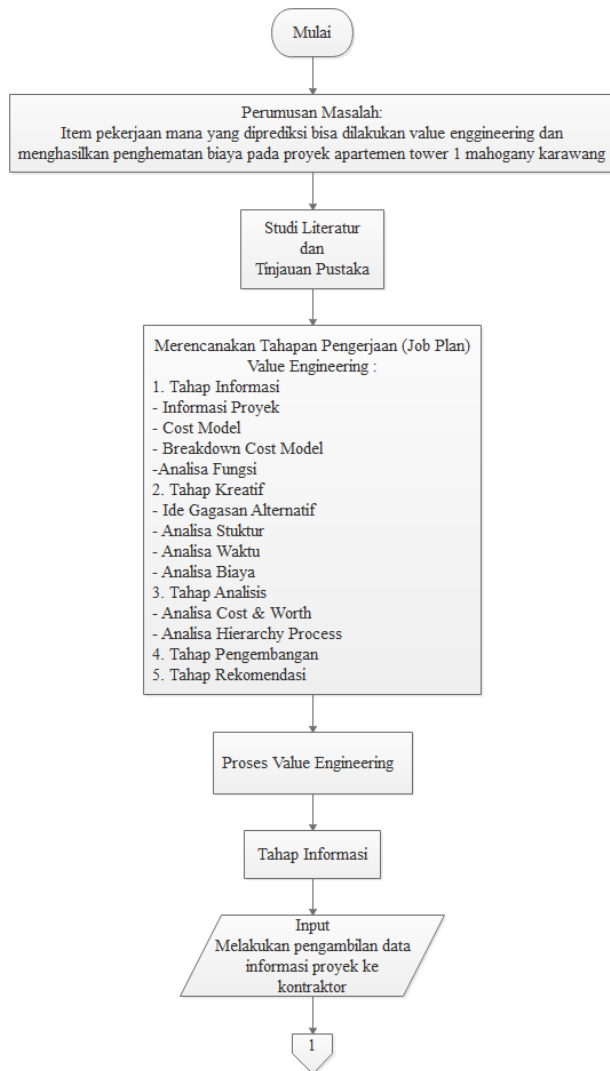 Mulai
Perumusan Masalah:
Item pekerjaan mana yang diprediksi bisa dilakukan value enggineering dan
menghasilkan penghematan biaya pada proyek apartemen tower 1 mahogany karawang
Studi Literatur
dan
Tinjauan Pustaka
Merencanakan Tahapan Pengerjaan (Job Plan)
Value Engineering :
1. Tahap Informasi
- Informasi Proyek
- Cost Model
- Breakdown Cost Model
-Analisa Fungsi
2. Tahap Kreatif
- Ide Gagasan Alternatif
- Analisa Stuktur
- Analisa Waktu
- Analisa Biaya
3. Tahap Analisis
- Analisa Cost & Worth
- Analisa Hierarchy Process
4. Tahap Pengembangan
5. Tahap Rekomendasi
Proses Value Engineering
Tahap Informasi
Input
Melakukan pengambilan data
informasi proyek ke
kontraktor
1